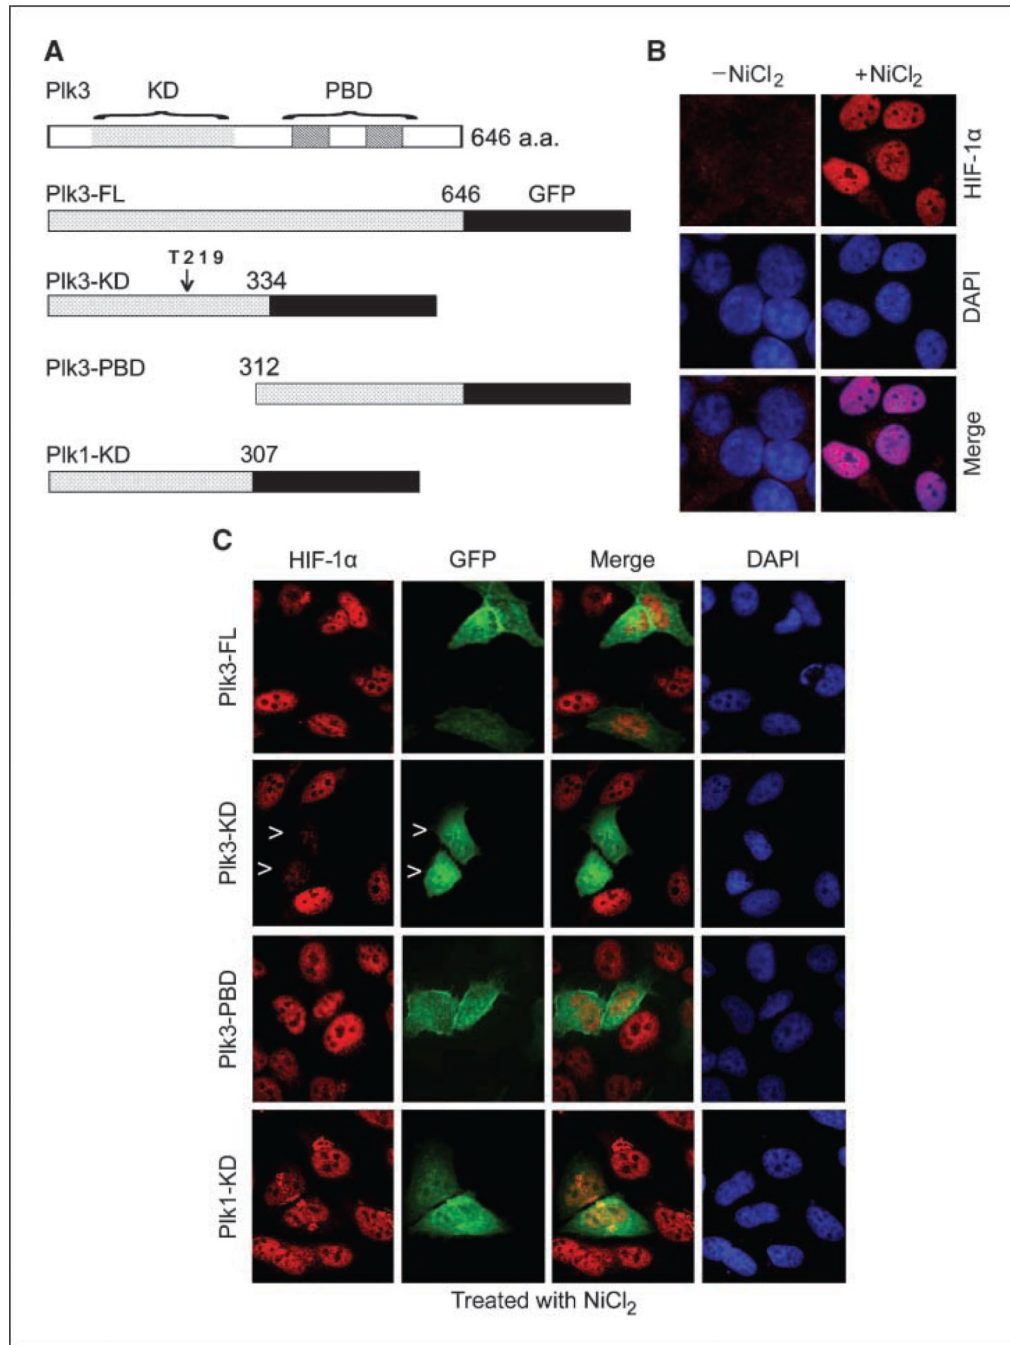 A
Plk3 KD PBD
646 a.a.
Plk3-FL 646 GFP
T219
Plk3-KD 334
Plk3-PBD 312
Plk1-KD 307
B
−NiCl₂ +NiCl₂
HIF-1α
DAPI
Merge
C
HIF-1α GFP Merge DAPI
Plk3-FL
Plk3-KD
> >
> >
Plk3-PBD
Plk1-KD
Treated with NiCl₂